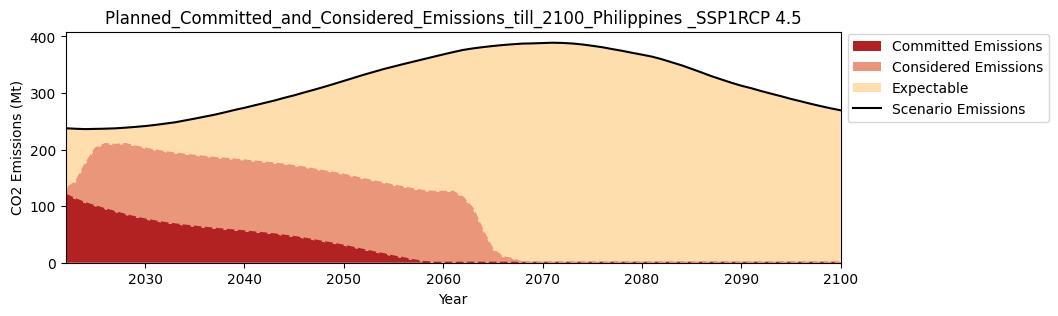 Planned_Committed_and_Considered_Emissions_till_2100_Philippines _SSP1RCP 4.5
CO2 Emissions (Mt)
400
300
200
100
0
2030 2040 2050 2060 2070 2080 2090 2100
Year
Committed Emissions
Considered Emissions
Expectable
Scenario Emissions